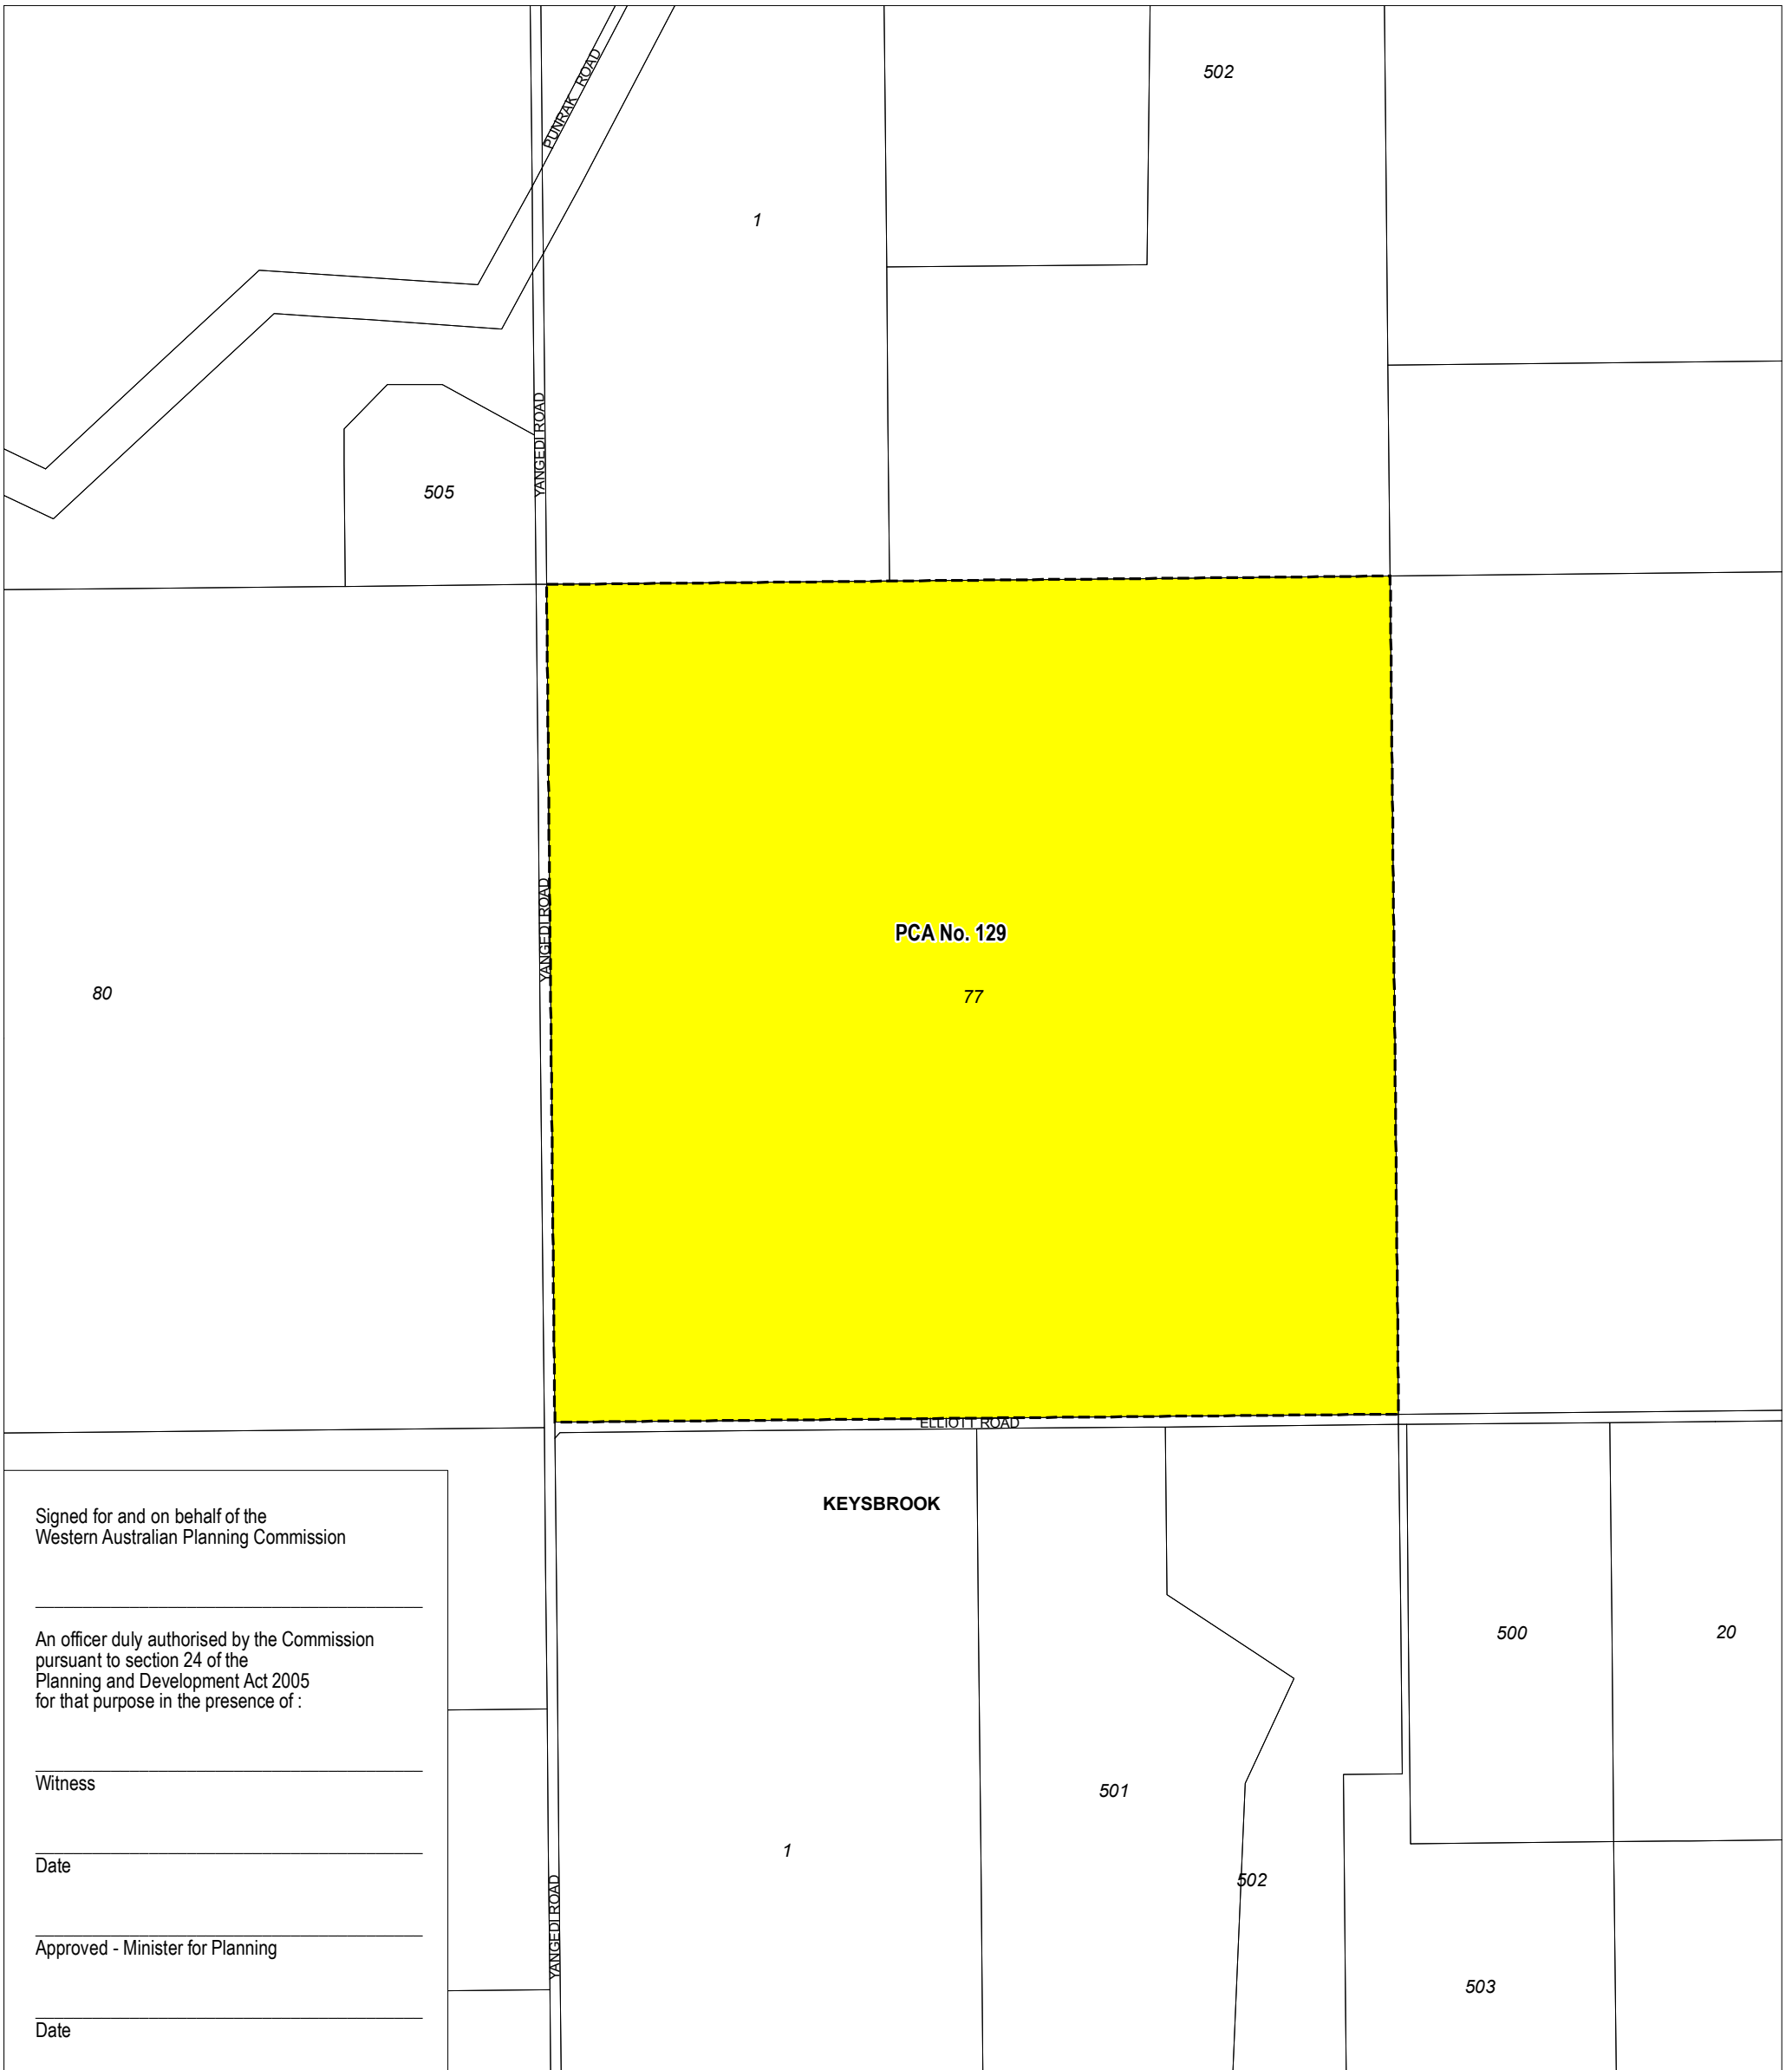 502
PUNRAK ROAD
1
YANGEDI ROAD
505
YANGEDI ROAD
PCA No. 129
80
77
ELLIOTT ROAD
KEYSBROOK
Signed for and on behalf of the
Western Australian Planning Commission
An officer duly authorised by the Commission
pursuant to section 24 of the
Planning and Development Act 2005
for that purpose in the presence of :
Witness
Date
Approved - Minister for Planning
Date
500
20
501
1
502
YANGEDI ROAD
503